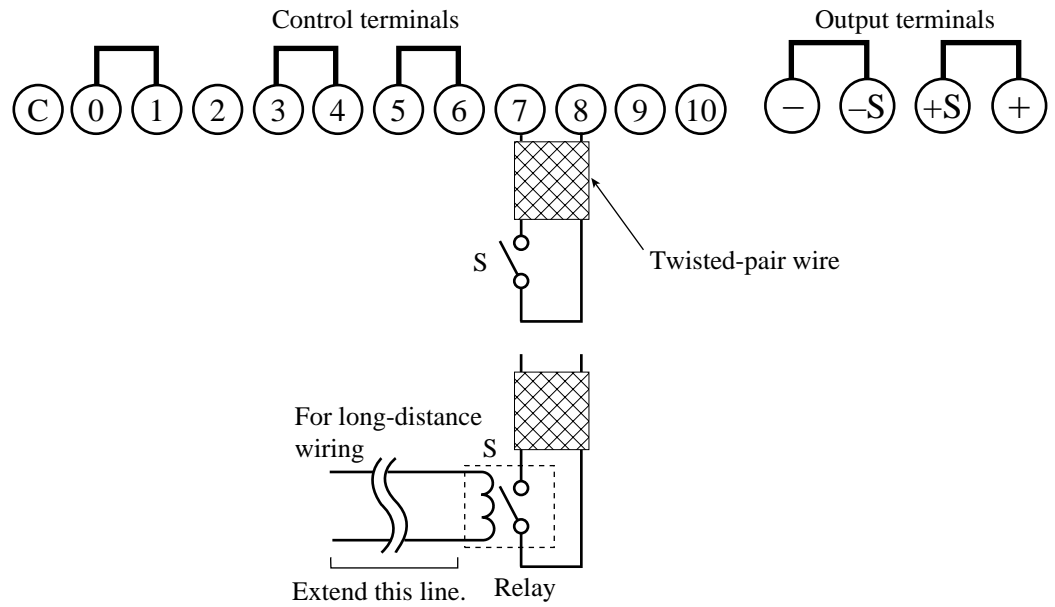 Control terminals
Output terminals
C 0 1 2 3 4 5 6 7 8 9 10 – –S +S +
S
Twisted-pair wire
For long-distance
wiring
S
Extend this line.
Relay